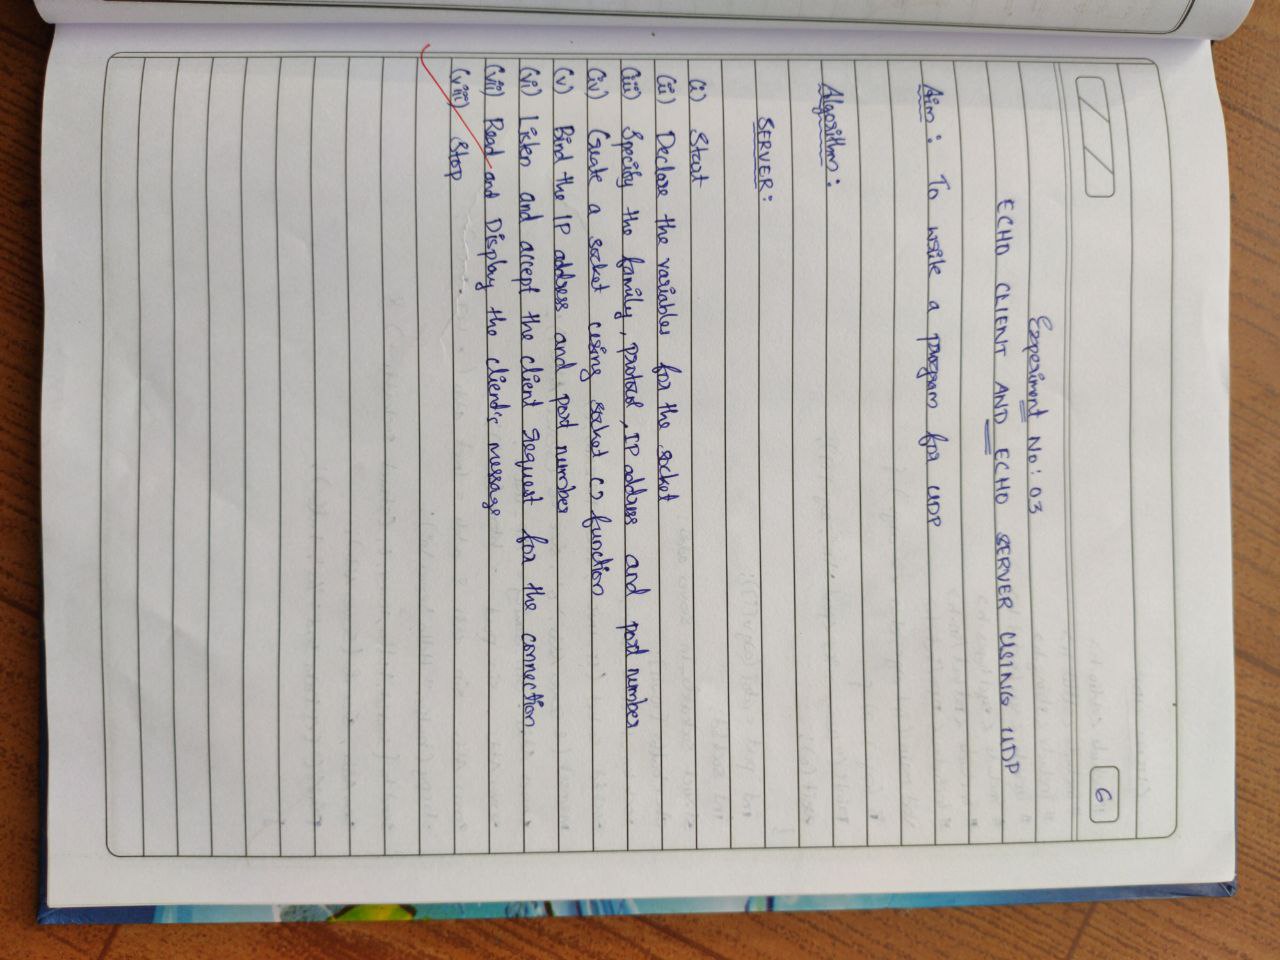 6
Experiment No: 03
ECHO CLIENT AND ECHO SERVER USING UDP
Aim: To write a program for UDP
Algorithm:
SERVER:
(i) Start
(ii) Declare the variables for the socket
(iii) Specify the family, protocol, IP address and port number
(iv) Create a socket using socket () function
(v) Bind the IP address and port number
(vi) Listen and accept the client request for the connection.
(vii) Read and Display the client's message
(viii) Stop